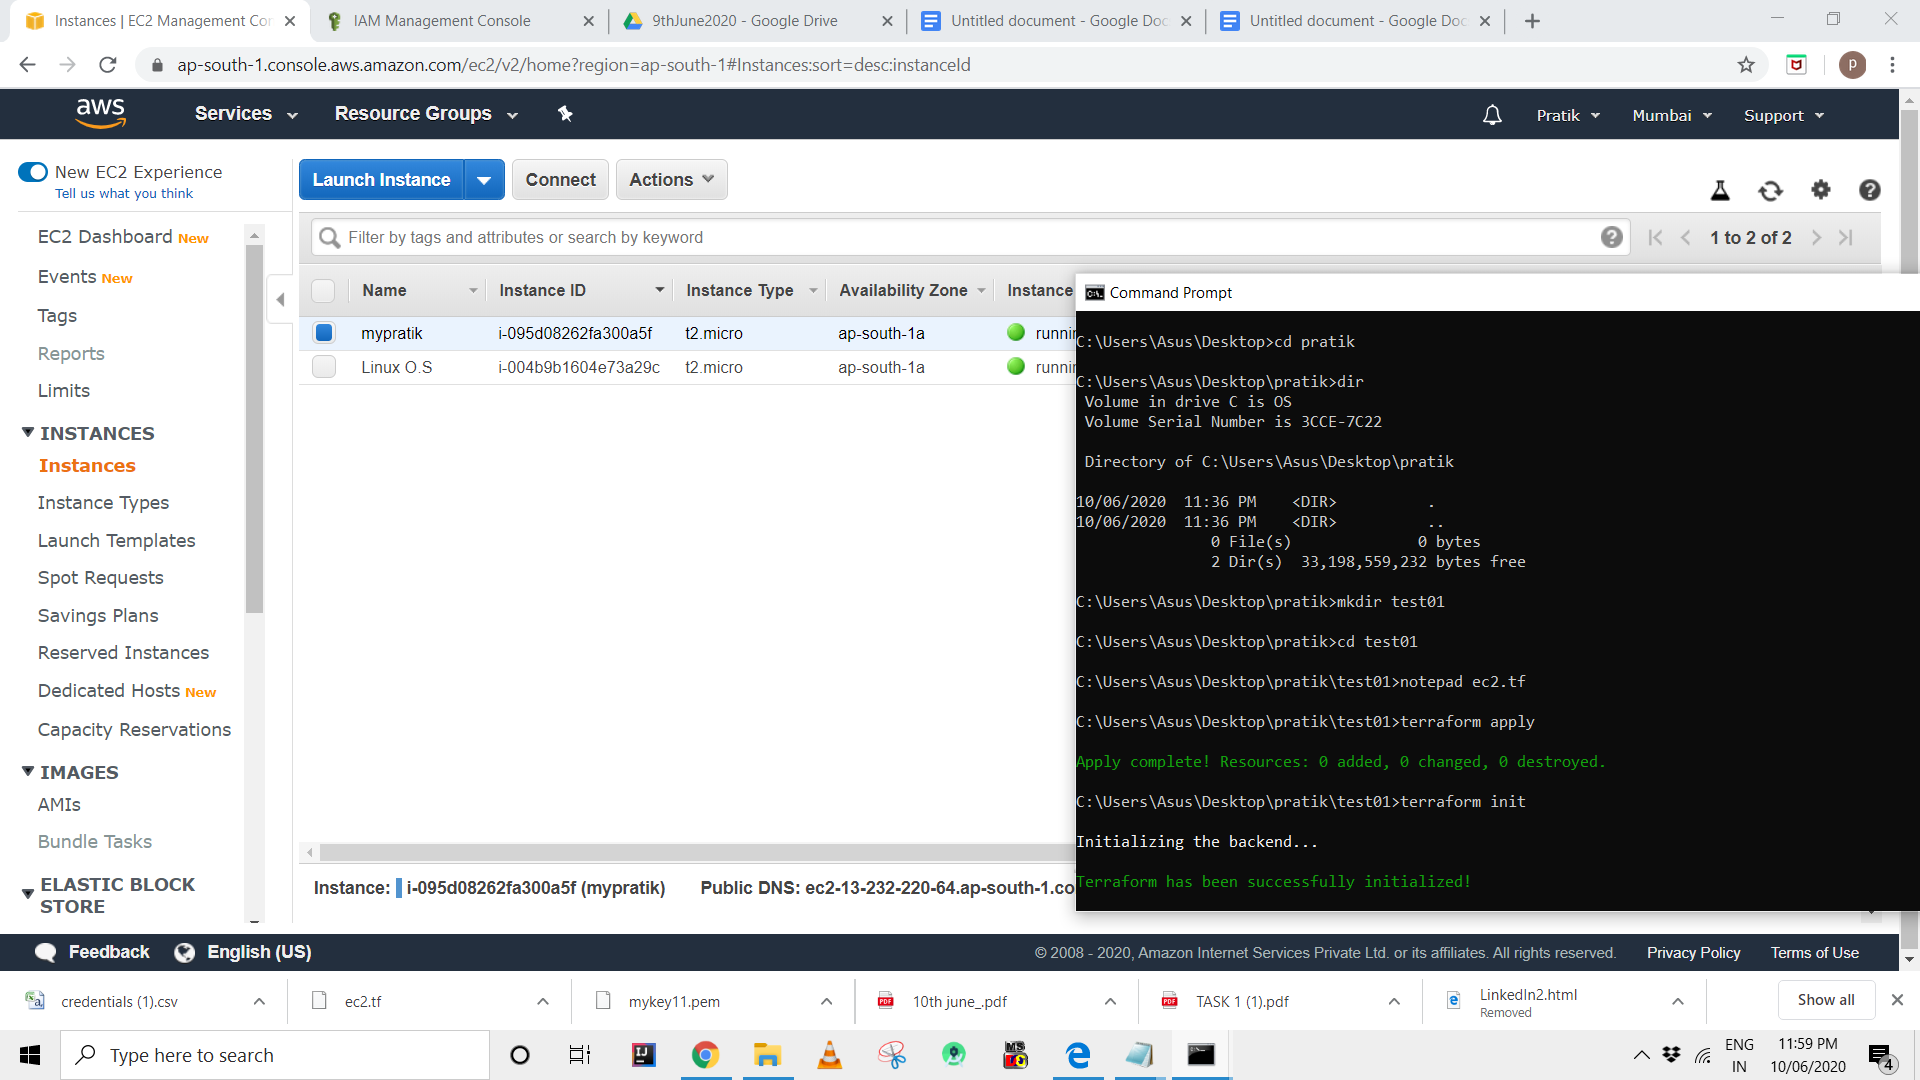 Instances | EC2 Management Con
IAM Management Console
9thJune2020 - Google Drive
Untitled document - Google Doc
Untitled document - Google Doc
ap-south-1.console.aws.amazon.com/ec2/v2/home?region=ap-south-1#Instances:sort=desc:instanceId
P
aws
Services
Resource Groups
Pratik
Mumbai
Support
New EC2 Experience
Tell us what you think
Launch Instance
Connect
Actions
EC2 Dashboard New
Events New
Tags
Reports
Limits
INSTANCES
Instances
Instance Types
Launch Templates
Spot Requests
Savings Plans
Reserved Instances
Dedicated Hosts New
Capacity Reservations
IMAGES
AMIs
Bundle Tasks
ELASTIC BLOCK
STORE
Filter by tags and attributes or search by keyword
1 to 2 of 2
Name
Instance ID
Instance Type
Availability Zone
Instance
mypratik
i-095d08262fa300a5f
t2.micro
ap-south-1a
runnin
Linux O.S
i-004b9b1604e73a29c
t2.micro
ap-south-1a
runnin
Instance: i-095d08262fa300a5f (mypratik)
Public DNS: ec2-13-232-220-64.ap-south-1.co
Command Prompt
C:\Users\Asus\Desktop>cd pratik
C:\Users\Asus\Desktop\pratik>dir
Volume in drive C is OS
Volume Serial Number is 3CCE-7C22
Directory of C:\Users\Asus\Desktop\pratik
10/06/2020  11:36 PM    <DIR>          .
10/06/2020  11:36 PM    <DIR>          ..
0 File(s)              0 bytes
2 Dir(s)  33,198,559,232 bytes free
C:\Users\Asus\Desktop\pratik>mkdir test01
C:\Users\Asus\Desktop\pratik>cd test01
C:\Users\Asus\Desktop\pratik\test01>notepad ec2.tf
C:\Users\Asus\Desktop\pratik\test01>terraform apply
Apply complete! Resources: 0 added, 0 changed, 0 destroyed.
C:\Users\Asus\Desktop\pratik\test01>terraform init
Initializing the backend...
Terraform has been successfully initialized!
Feedback
English (US)
© 2008 - 2020, Amazon Internet Services Private Ltd. or its affiliates. All rights reserved.
Privacy Policy
Terms of Use
credentials (1).csv
ec2.tf
mykey11.pem
10th june_.pdf
TASK 1 (1).pdf
LinkedIn2.html
Removed
Show all
Type here to search
ENG
IN
11:59 PM
10/06/2020
4